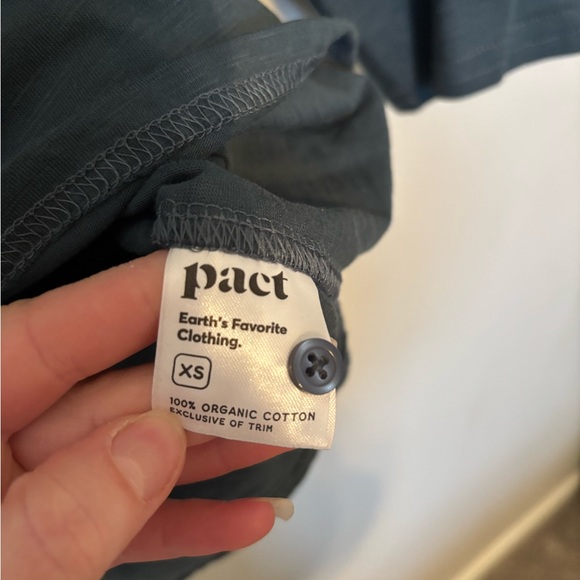 pact
Earth's Favorite
Clothing.
XS
100% ORGANIC COTTON
EXCLUSIVE OF TRIM